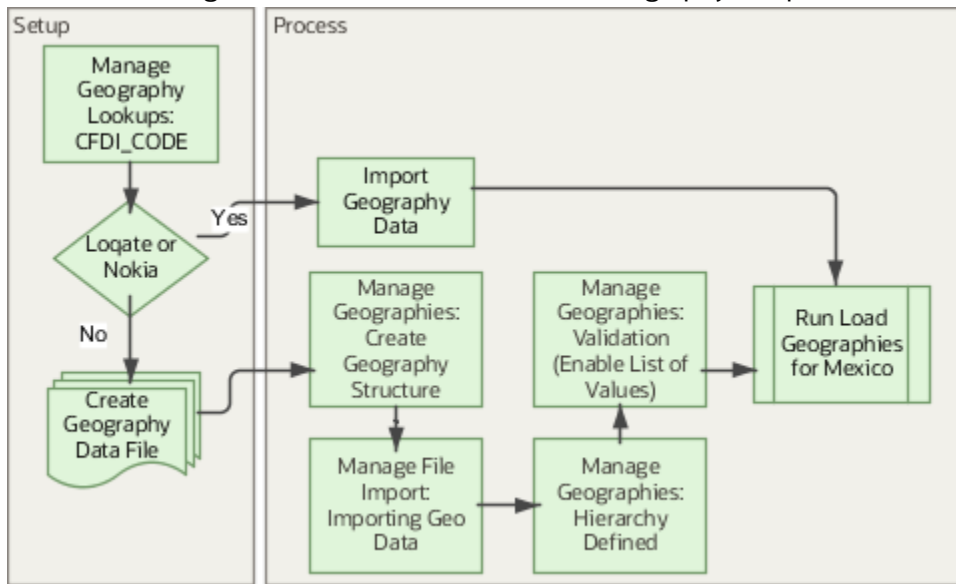 Setup
Manage
Geography
Lookups:
CFDI_CODE
Loqate or
Nokia
Yes
No
Create
Geography
Data File
Process
Import
Geography
Data
Manage
Geographies:
Create
Geography
Structure
Manage File
Import:
Importing Geo
Data
Manage
Geographies:
Hierarchy
Defined
Manage
Geographies:
Validation
(Enable List of
Values)
Run Load
Geographies
for Mexico